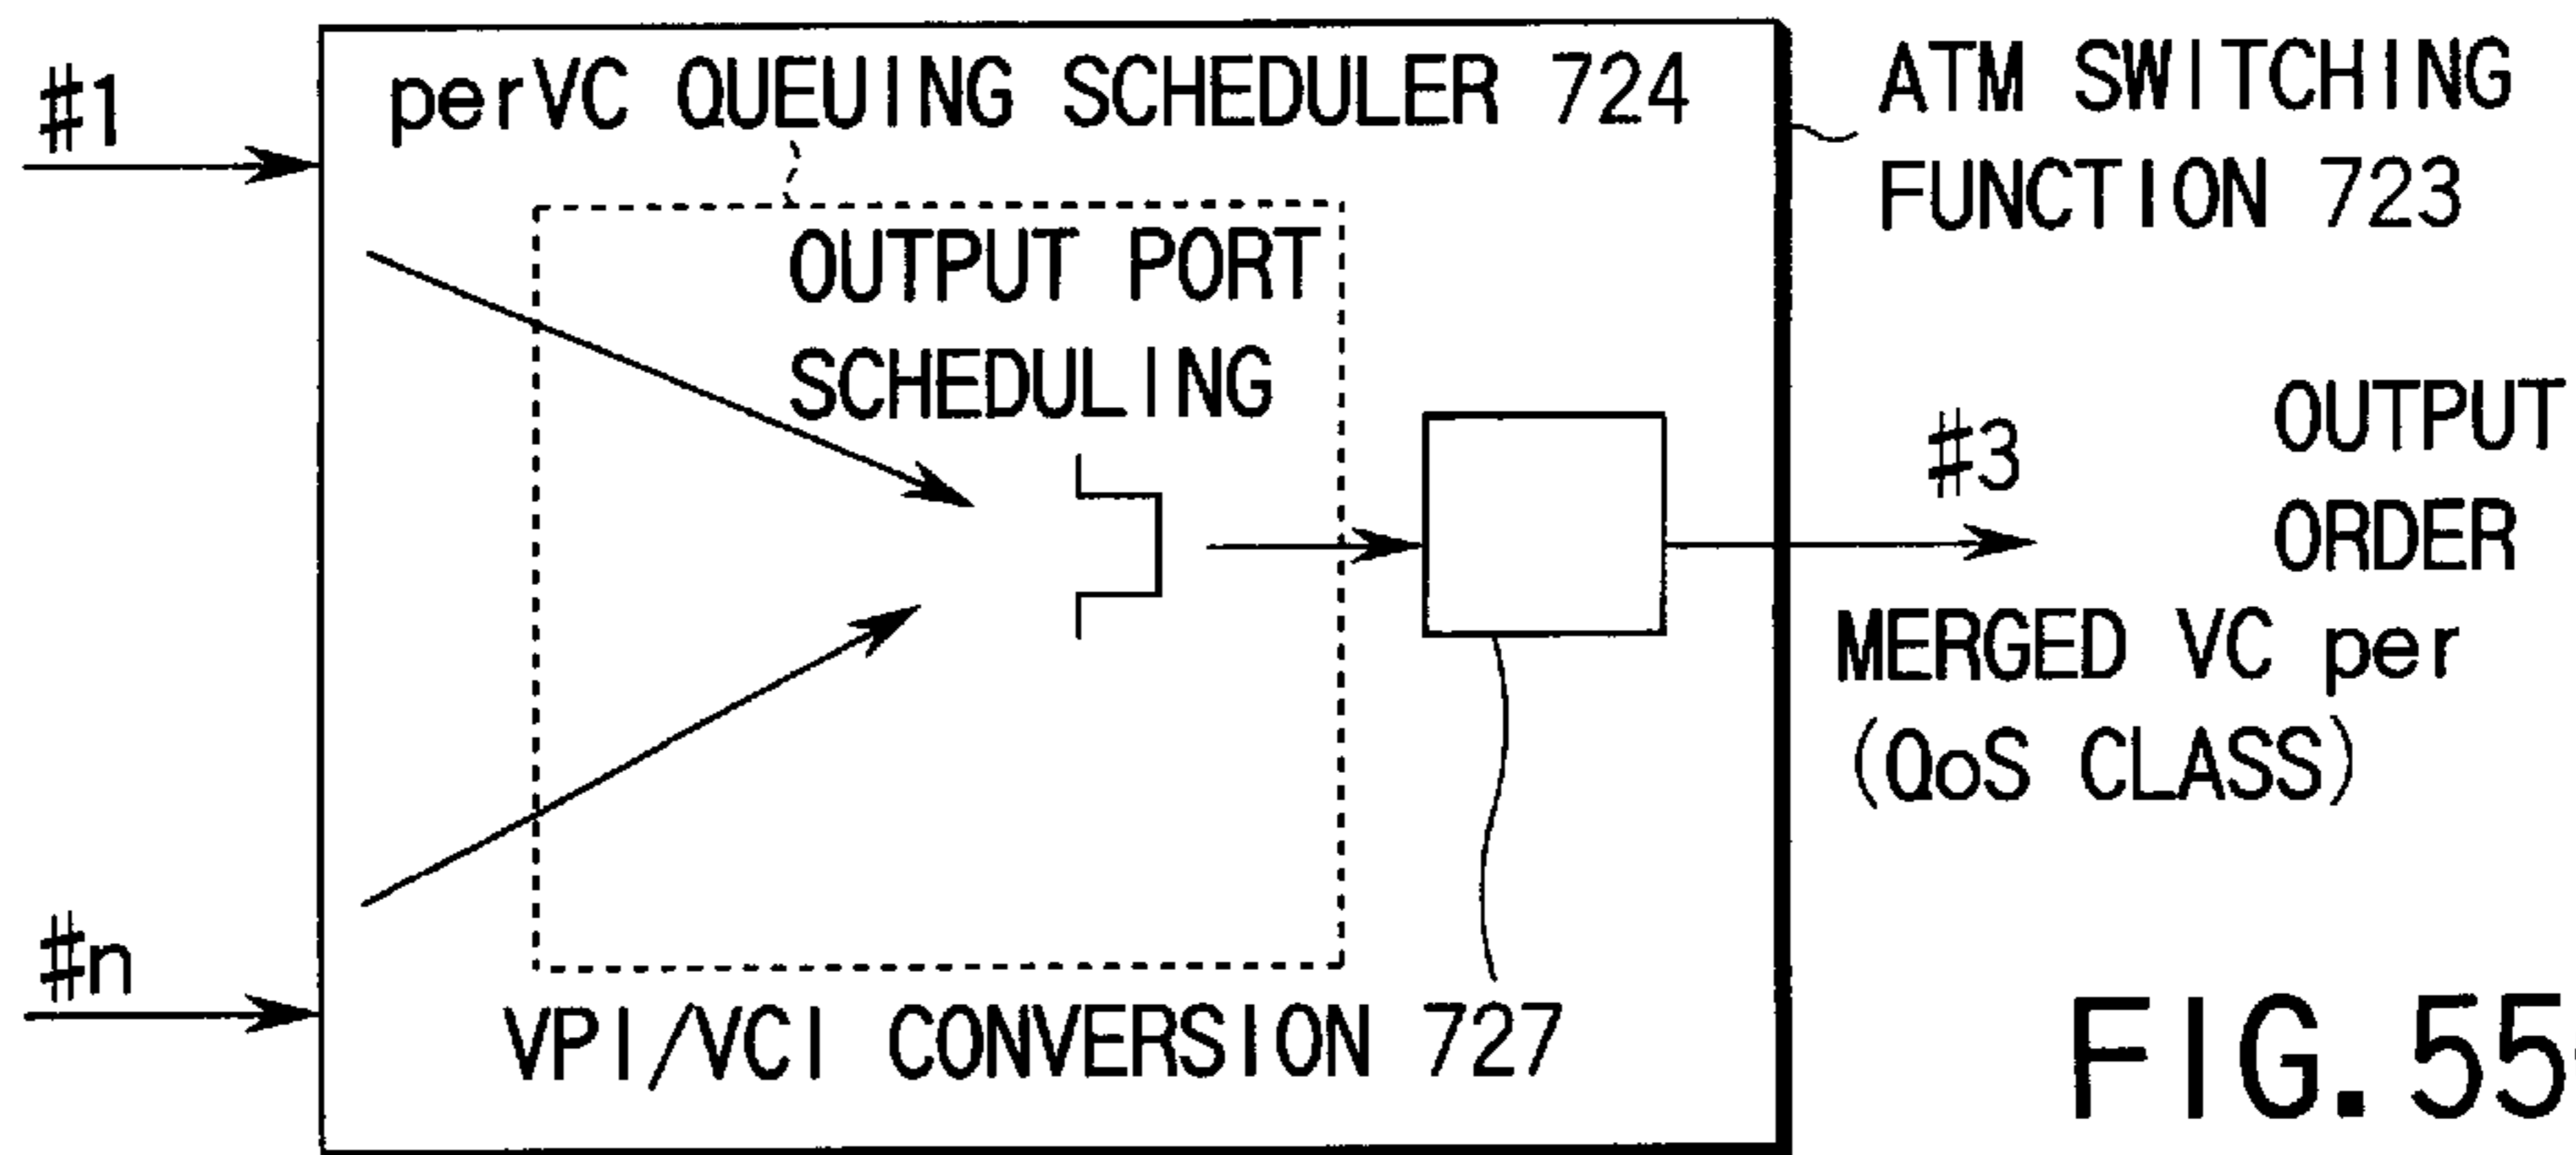 #1
perVC QUEUING SCHEDULER 724
ATM SWITCHING
FUNCTION 723
OUTPUT PORT
SCHEDULING
#3
OUTPUT
ORDER
MERGED VC per
(QoS CLASS)
#n
VPI/VCI CONVERSION 727
FIG. 55